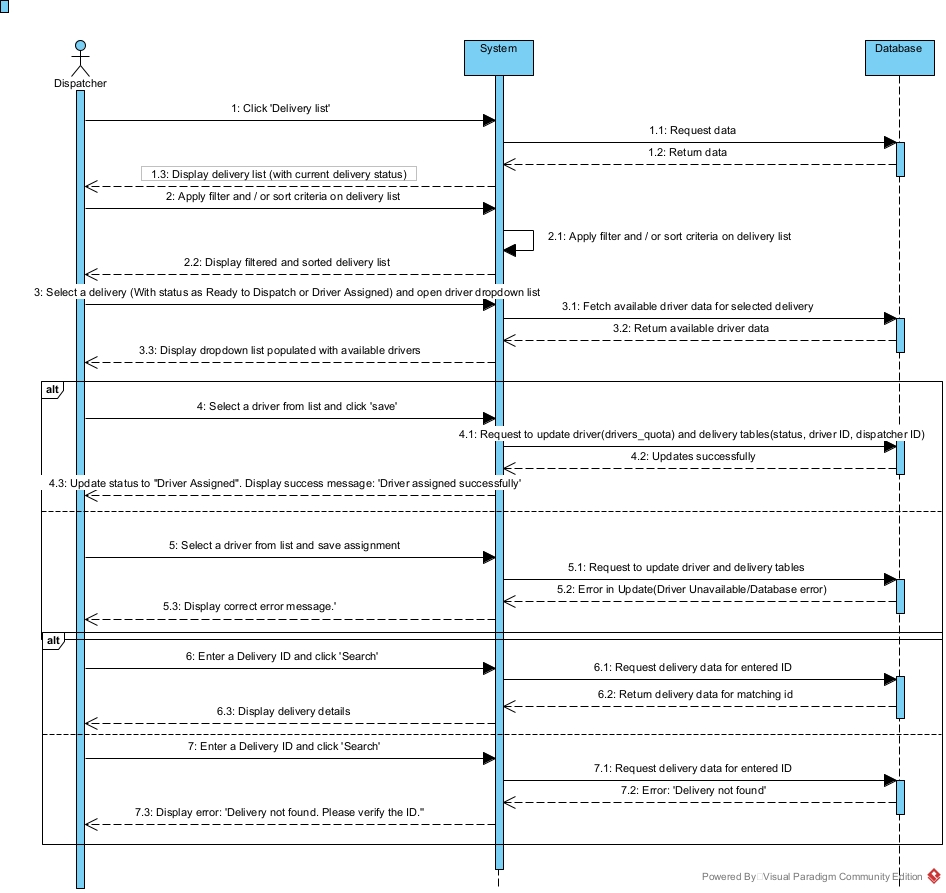 System
Database
Dispatcher
1: Click 'Delivery list'
1.1: Request data
1.2: Return data
1.3: Display delivery list (with current delivery status)
2: Apply filter and / or sort criteria on delivery list
2.1: Apply filter and / or sort criteria on delivery list
2.2: Display filtered and sorted delivery list
3: Select a delivery (With status as Ready to Dispatch or Driver Assigned) and open driver dropdown list
3.1: Fetch available driver data for selected delivery
3.2: Return available driver data
3.3: Display dropdown list populated with available drivers
alt
4: Select a driver from list and click 'save'
4.1: Request to update driver(drivers_quota) and delivery tables(status, driver ID, dispatcher ID)
4.2: Updates successfully
4.3: Update status to "Driver Assigned". Display success message: 'Driver assigned successfully'
5: Select a driver from list and save assignment
5.1: Request to update driver and delivery tables
5.2: Error in Update(Driver Unavailable/Database error)
5.3: Display correct error message.'
alt
6: Enter a Delivery ID and click 'Search'
6.1: Request delivery data for entered ID
6.2: Return delivery data for matching id
6.3: Display delivery details
7: Enter a Delivery ID and click 'Search'
7.1: Request delivery data for entered ID
7.2: Error: 'Delivery not found'
7.3: Display error: 'Delivery not found. Please verify the ID."
Powered By Visual Paradigm Community Edition